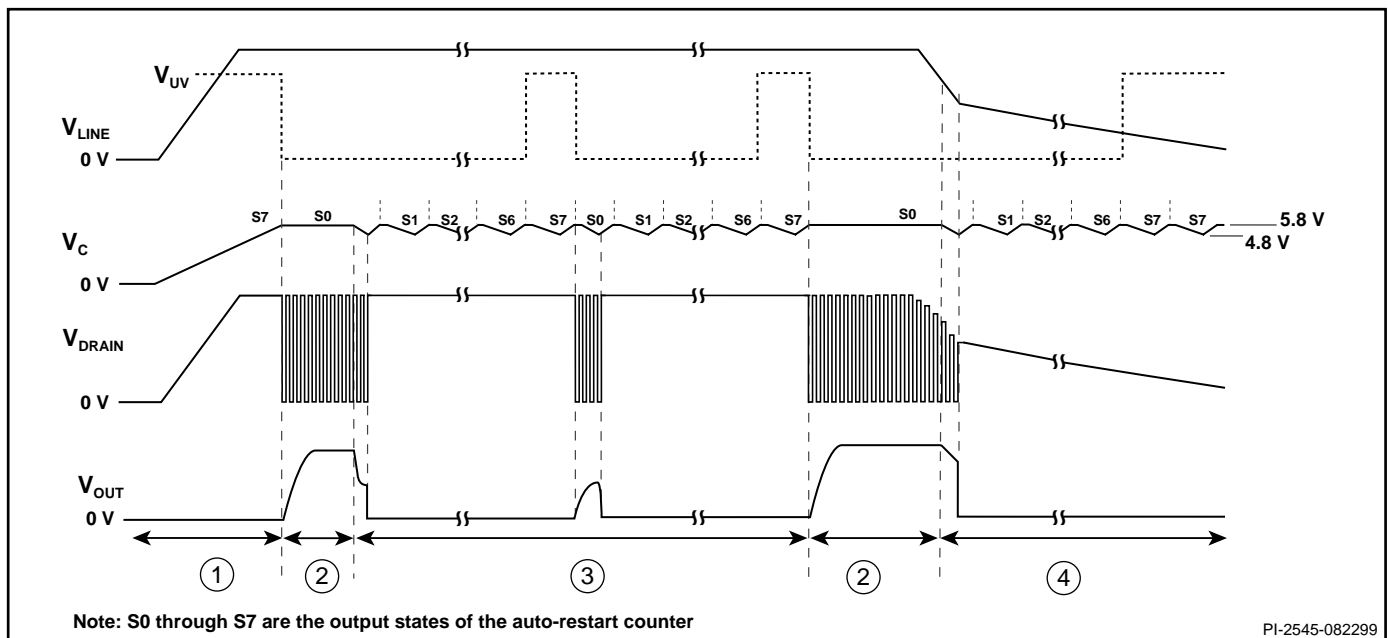 V_UV
V_LINE
0 V
S7 S0 S1 S2 S6 S7 S0 S1 S2 S6 S7 S0 S1 S2 S6 S7 S7 5.8 V
4.8 V
V_C
0 V
V_DRAIN
0 V
V_OUT
0 V
1 2 3 2 4
Note: S0 through S7 are the output states of the auto-restart counter
PI-2545-082299